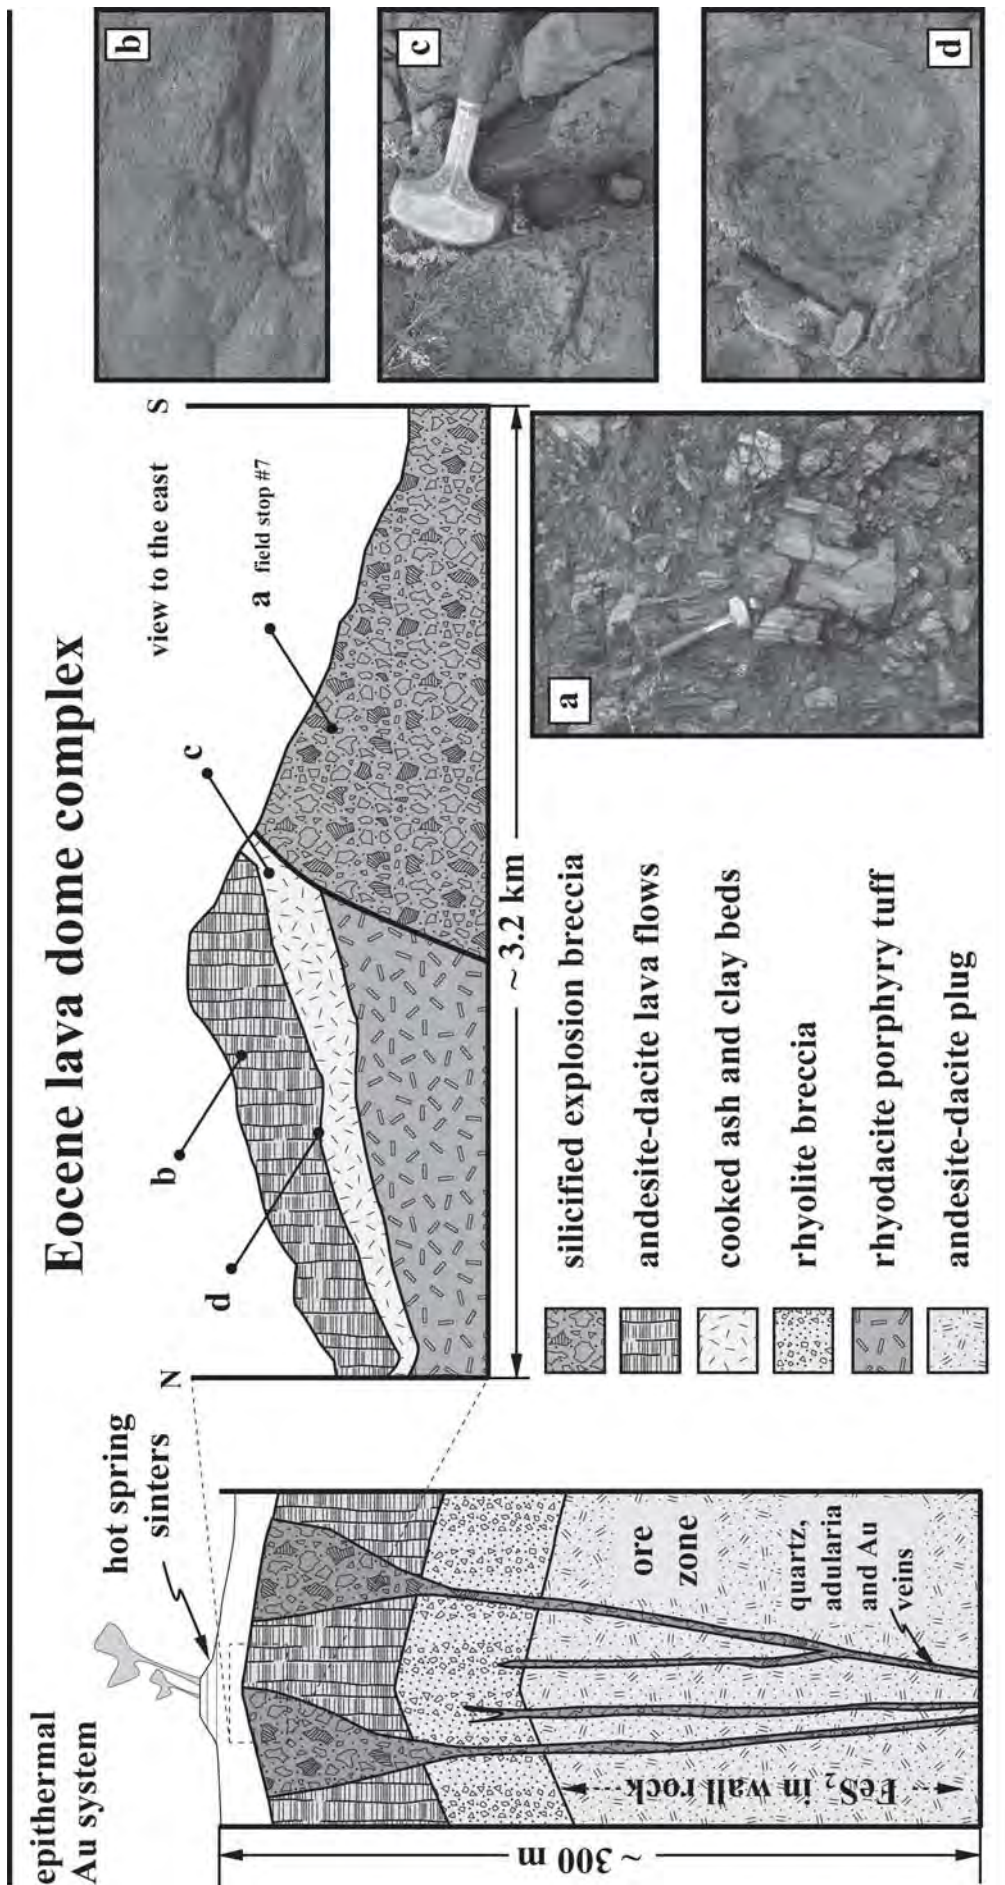 Eocene lava dome complex
epithermal
Au system
hot spring
sinters
N
S
view to the east
b
d
c
a field stop #7
~ 3.2 km
~ 300 m
FeS₂ in wall rock
ore
zone
quartz,
adularia
and Au
veins
silicified explosion breccia
andesite-dacite lava flows
cooked ash and clay beds
rhyolite breccia
rhyodacite porphyry tuff
andesite-dacite plug
a
b
c
d